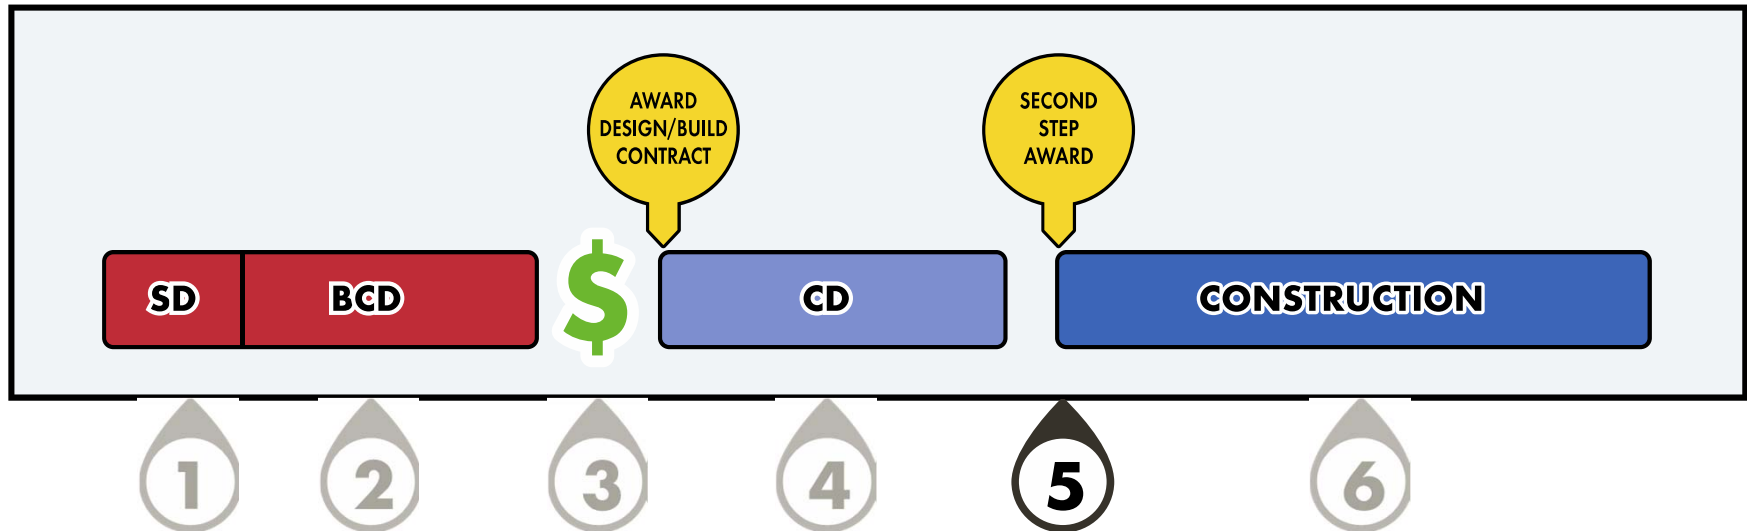 AWARD
DESIGN/BUILD
CONTRACT
SECOND
STEP
AWARD
SD
BCD
$
CD
CONSTRUCTION
1
2
3
4
5
6